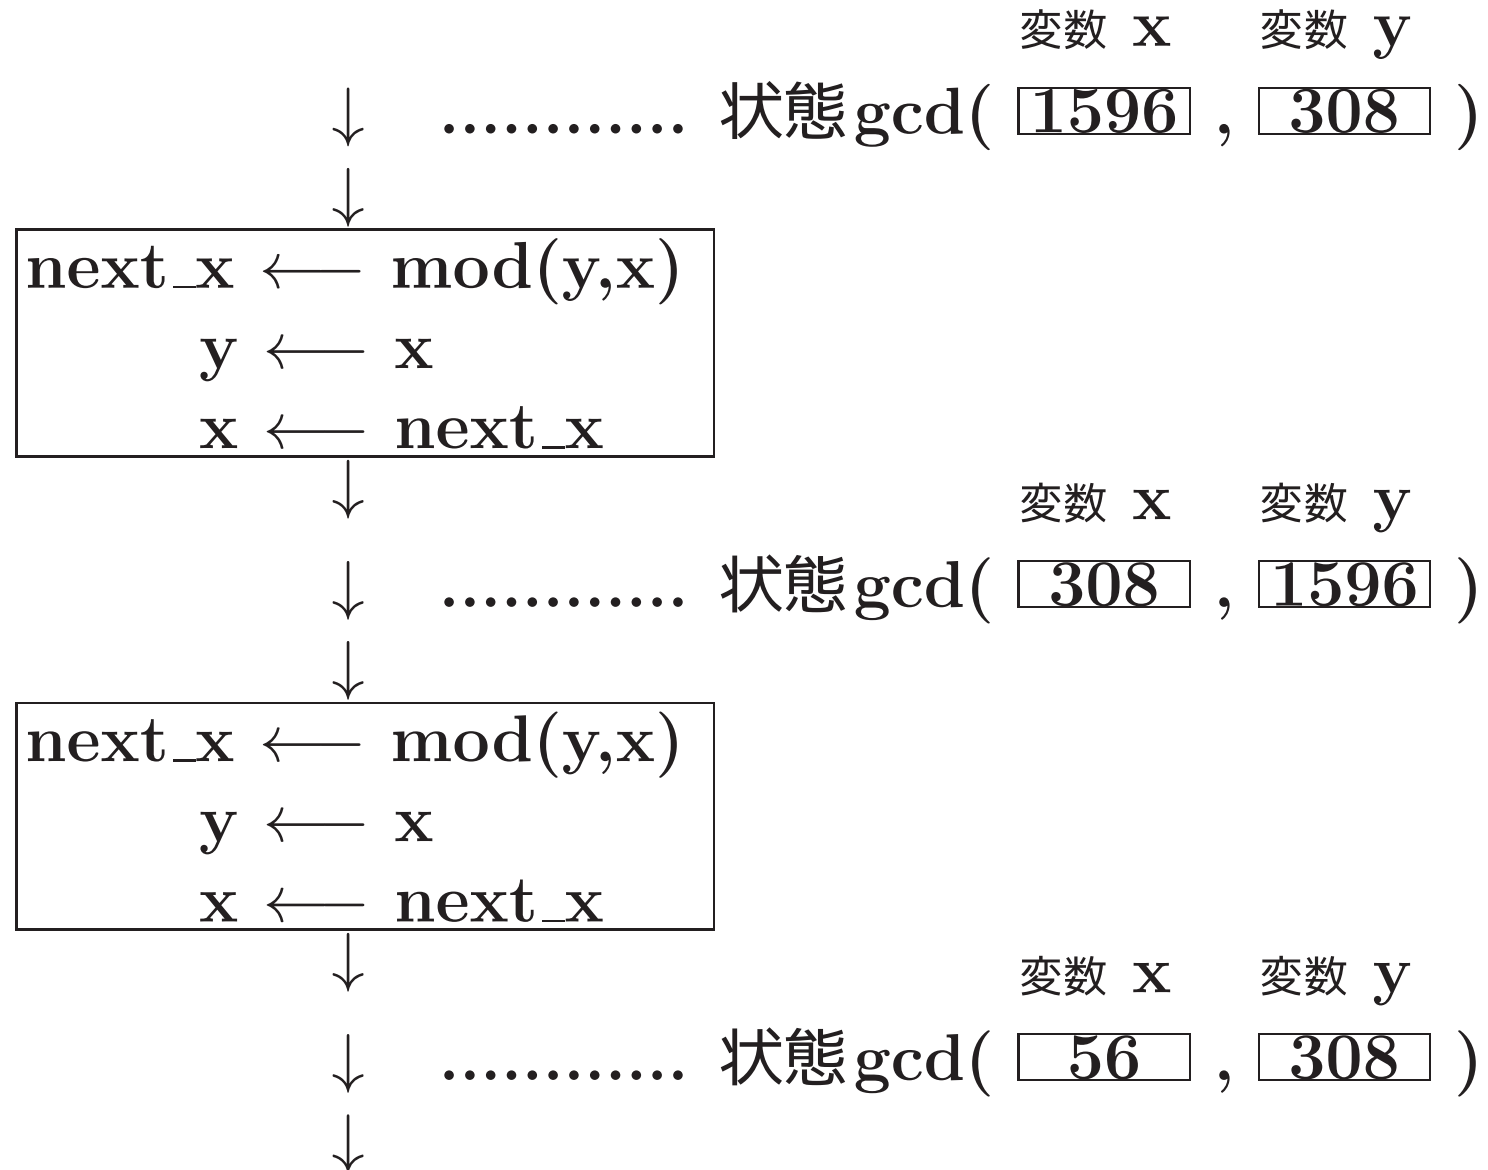 変数 x 変数 y
↓ ............ 状態gcd( 1596 , 308 )
↓
next_x ⟵ mod(y,x)
y ⟵ x
x ⟵ next_x
↓
変数 x 変数 y
↓ ............ 状態gcd( 308 , 1596 )
↓
next_x ⟵ mod(y,x)
y ⟵ x
x ⟵ next_x
↓
変数 x 変数 y
↓ ............ 状態gcd( 56 , 308 )
↓